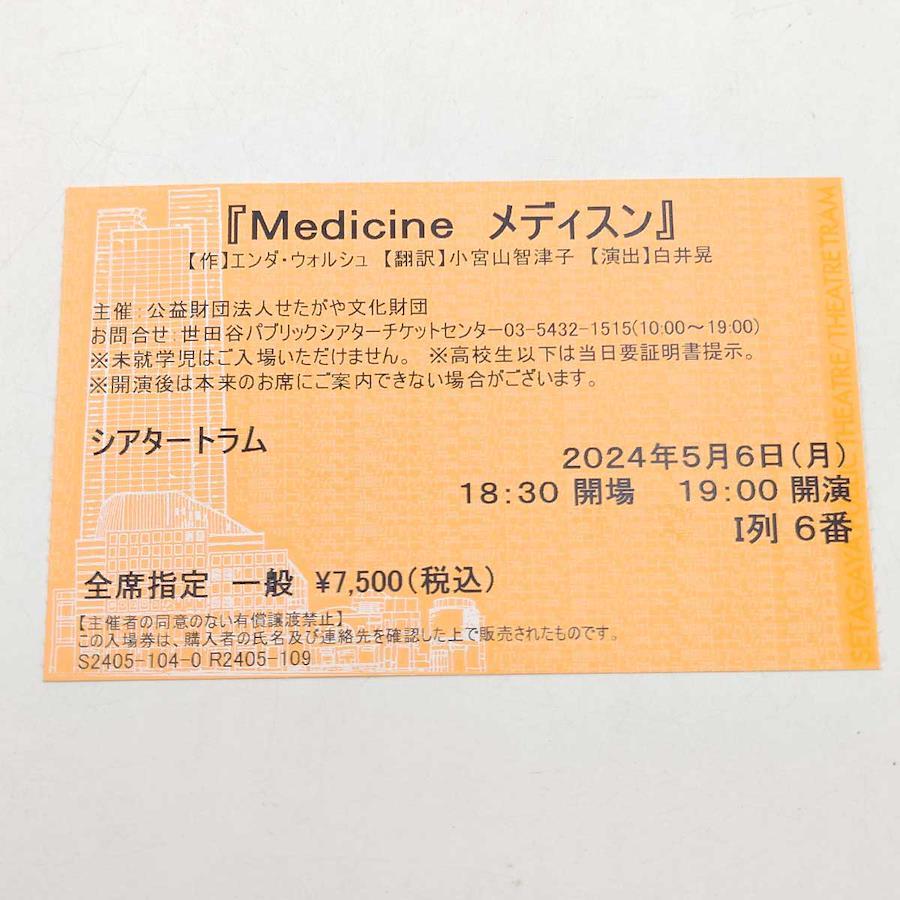 『Medicine メディスン』
【作】エンダ・ウォルシュ 【翻訳】小宮山智津子 【演出】白井晃
主催：公益財団法人せたがや文化財団
お問合せ：世田谷パブリックシアターチケットセンター03-5432-1515(10:00～19:00)
※未就学児はご入場いただけません。 ※高校生以下は当日要証明書提示。
※開演後は本来のお席にご案内できない場合がございます。
シアタートラム
2024年5月6日(月)
18:30 開場 19:00 開演
I列 6番
全席指定 一般 ¥7,500(税込)
【主催者の同意のない有償譲渡禁止】
この入場券は、購入者の氏名及び連絡先を確認した上で販売されたものです。
S2405-104-0 R2405-109
THEATRE/THEATRE TRAM